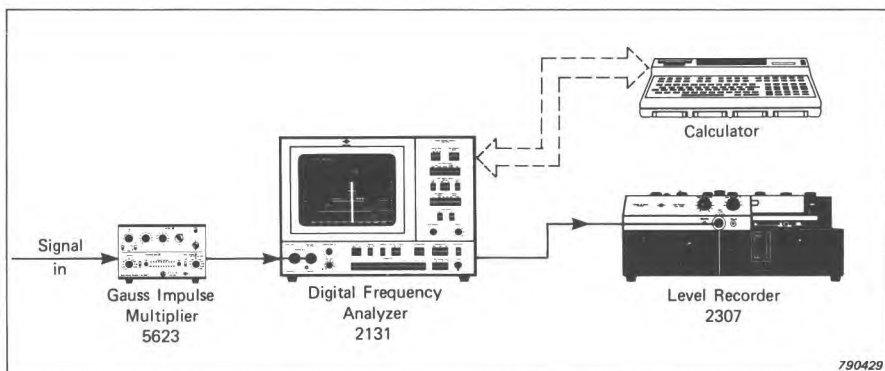 Calculator
Signal
in
Gauss Impulse
Multiplier
5623
Digital Frequency
Analyzer
2131
Level Recorder
2307
790429